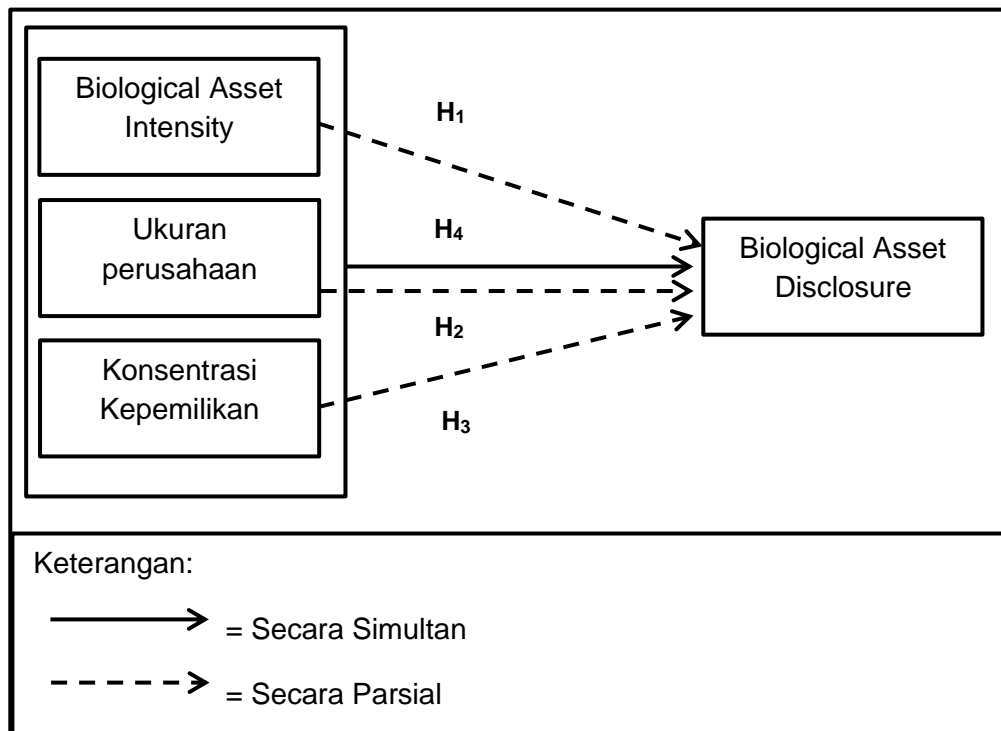 Biological Asset
Intensity
H₁
Ukuran
perusahaan
H₄
Biological Asset
Disclosure
H₂
Konsentrasi
Kepemilikan
H₃
Keterangan:
= Secara Simultan
= Secara Parsial